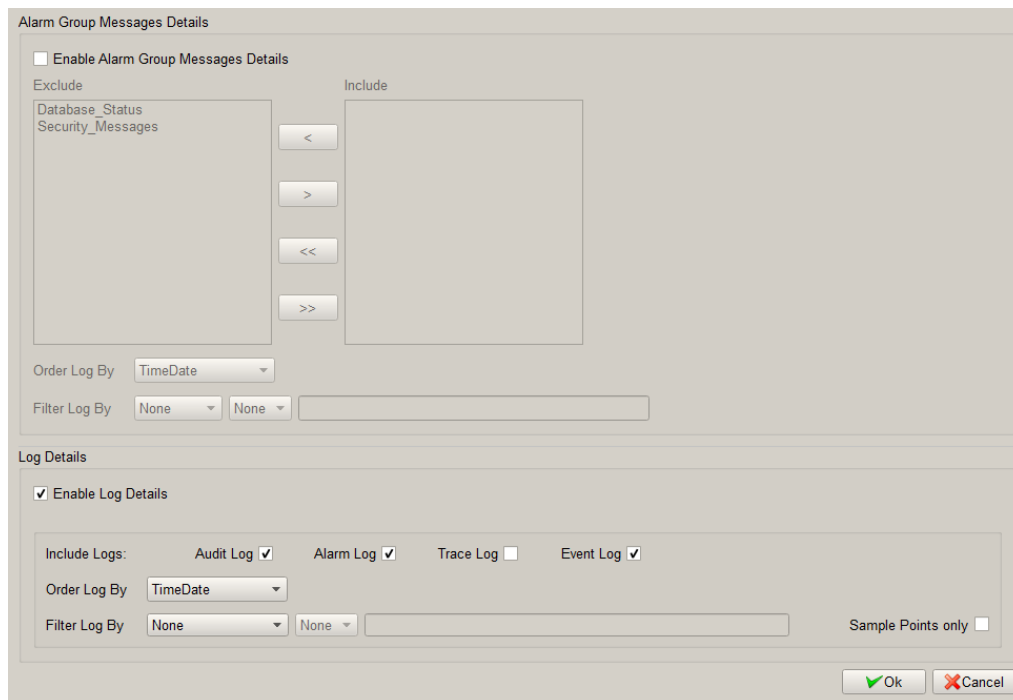 Alarm Group Messages Details
Enable Alarm Group Messages Details
Exclude Include
Database_Status
Security_Messages
<
>
<<
>>
Order Log By TimeDate
Filter Log By None None
Log Details
Enable Log Details
Include Logs: Audit Log Alarm Log Trace Log Event Log
Order Log By TimeDate
Filter Log By None None Sample Points only
Ok Cancel